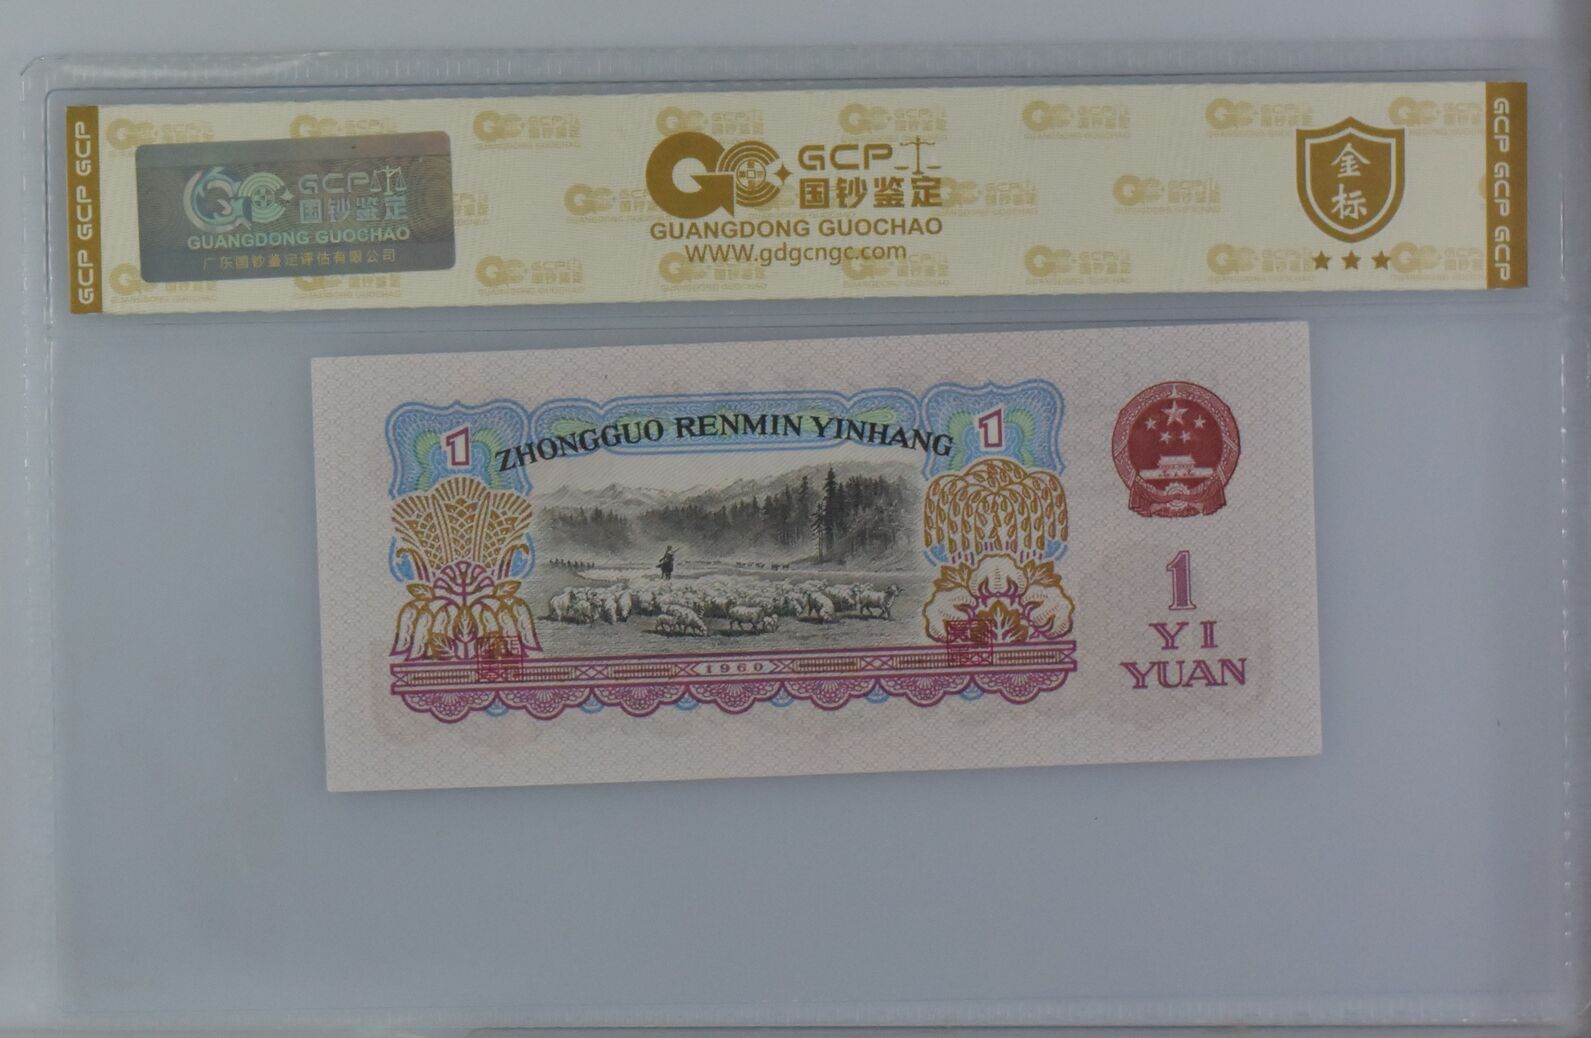 GCP GCP GCP
GCP
国钞鉴定
GUANGDONG GUOCHAO
广东国钞鉴定评估有限公司
GCP
国钞鉴定
GUANGDONG GUOCHAO
WWW.gdgcngc.com
金
标
GCP GCP GCP
1
ZHONGGUO RENMIN YINHANG
1
1960
1
YI
YUAN